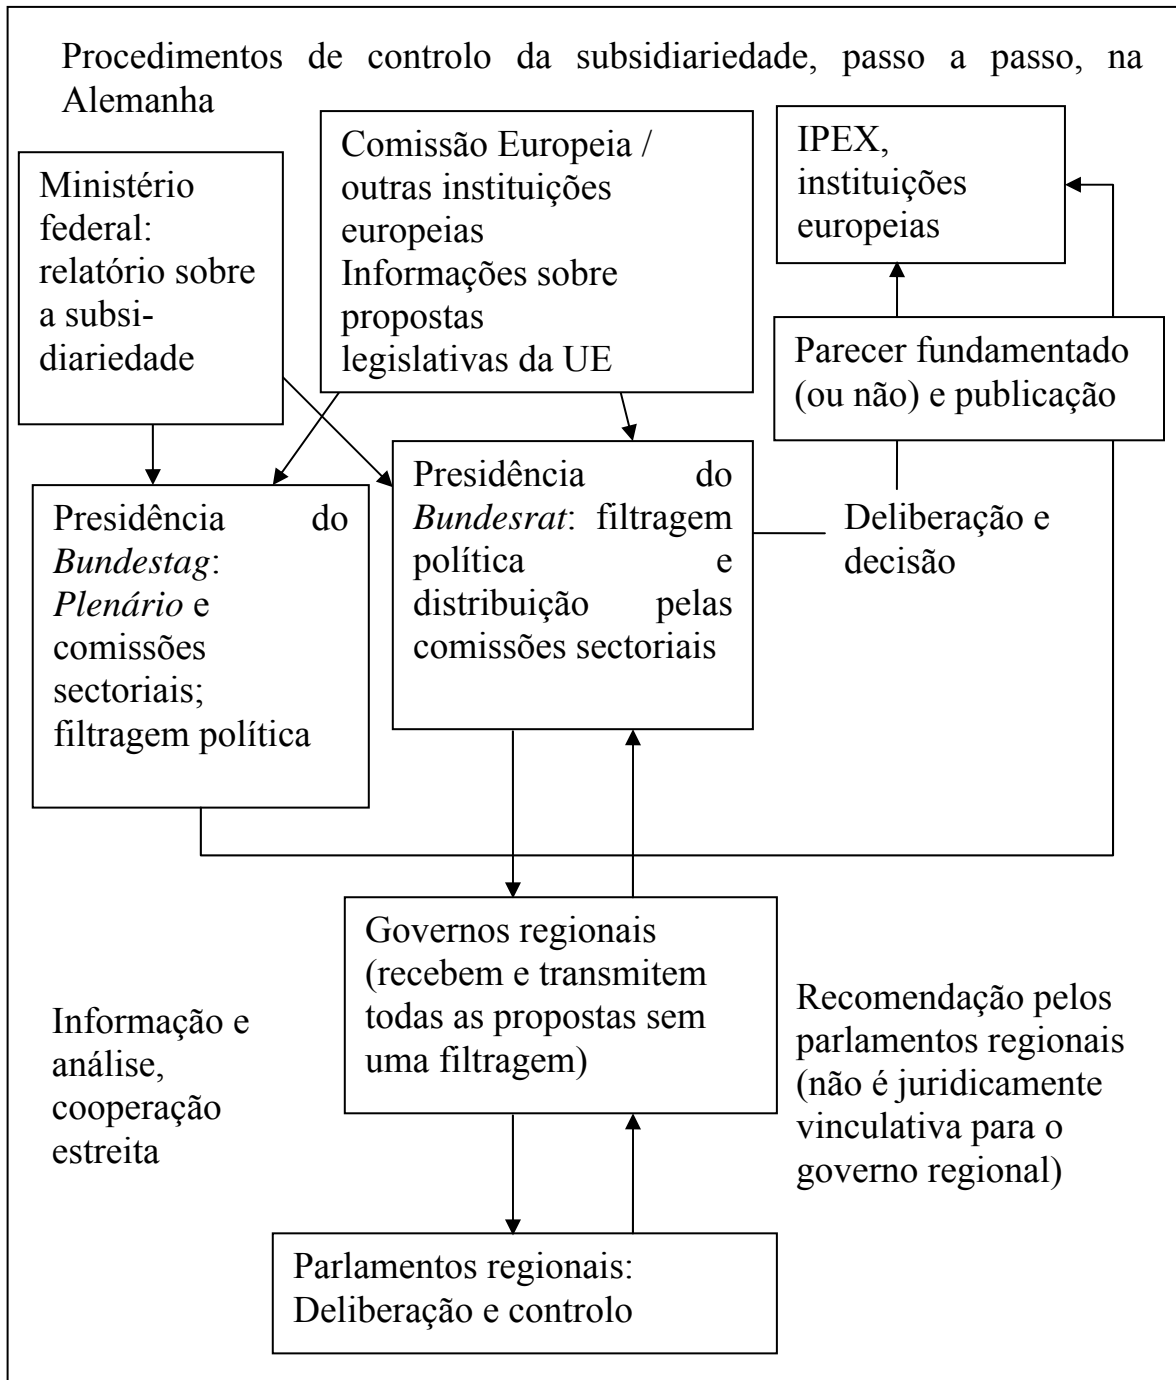 Procedimentos de controlo da subsidiariedade, passo a passo, na
Alemanha
Ministério
federal:
relatório sobre
a subsi-
diariedade
Comissão Europeia /
outras instituições
europeias
Informações sobre
propostas
legislativas da UE
IPEX,
instituições
europeias
Parecer fundamentado
(ou não) e publicação
Presidência do
Bundestag:
Plenário e
comissões
sectoriais;
filtragem política
Presidência do
Bundesrat: filtragem
política e
distribuição pelas
comissões sectoriais
Deliberação e
decisão
Governos regionais
(recebem e transmitem
todas as propostas sem
uma filtragem)
Informação e
análise,
cooperação
estreita
Recomendação pelos
parlamentos regionais
(não é juridicamente
vinculativa para o
governo regional)
Parlamentos regionais:
Deliberação e controlo